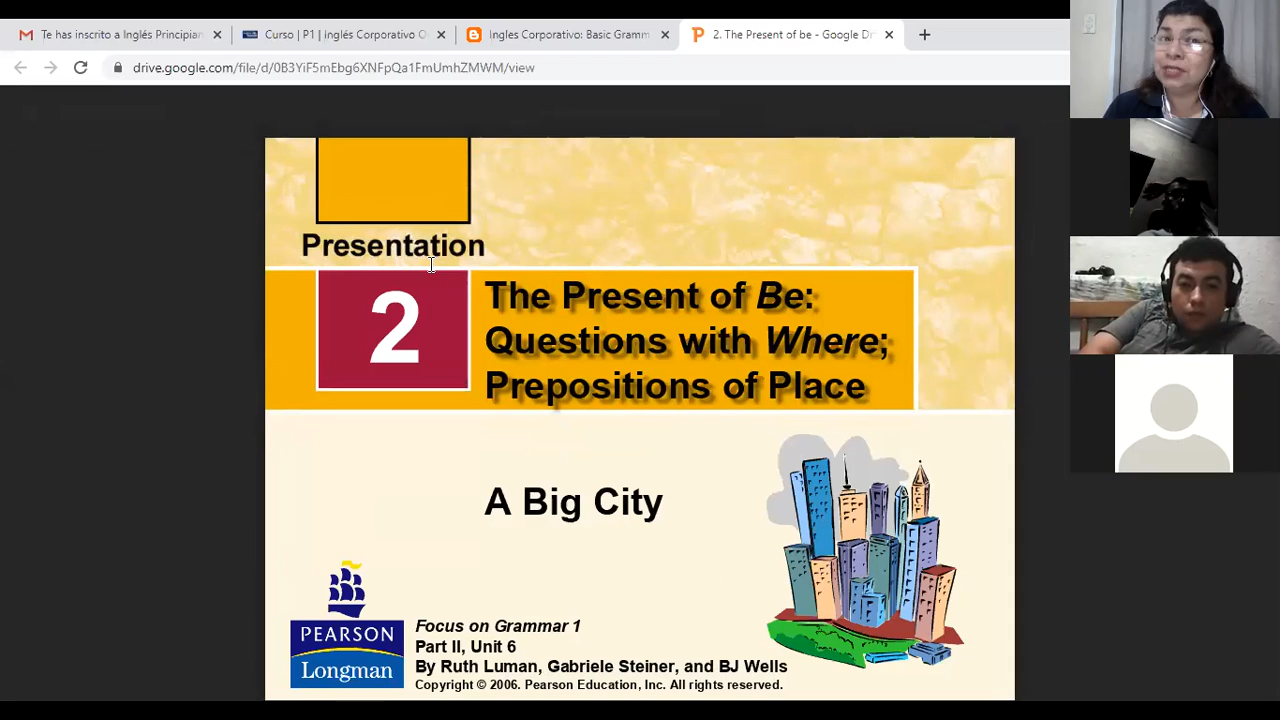 Te has inscrito a Inglés Principian
Curso | P1 | inglés Corporativo O
Ingles Corporativo: Basic Gramm
2. The Present of be - Google Dr
drive.google.com/file/d/0B3YiF5mEbg6XNFpQa1FmUmhZMWM/view
Presentation
2
The Present of Be:
Questions with Where;
Prepositions of Place
A Big City
PEARSON
Longman
Focus on Grammar 1
Part II, Unit 6
By Ruth Luman, Gabriele Steiner, and BJ Wells
Copyright © 2006. Pearson Education, Inc. All rights reserved.